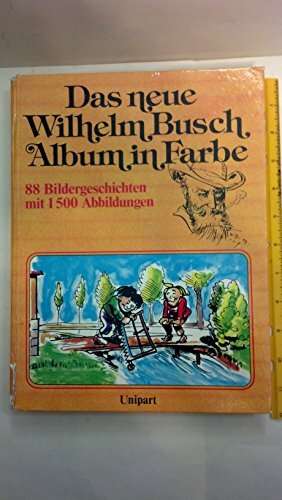 Das neue
Wilhelm Busch
Album in Farbe
88 Bildergeschichten
mit 1500 Abbildungen
Unipart